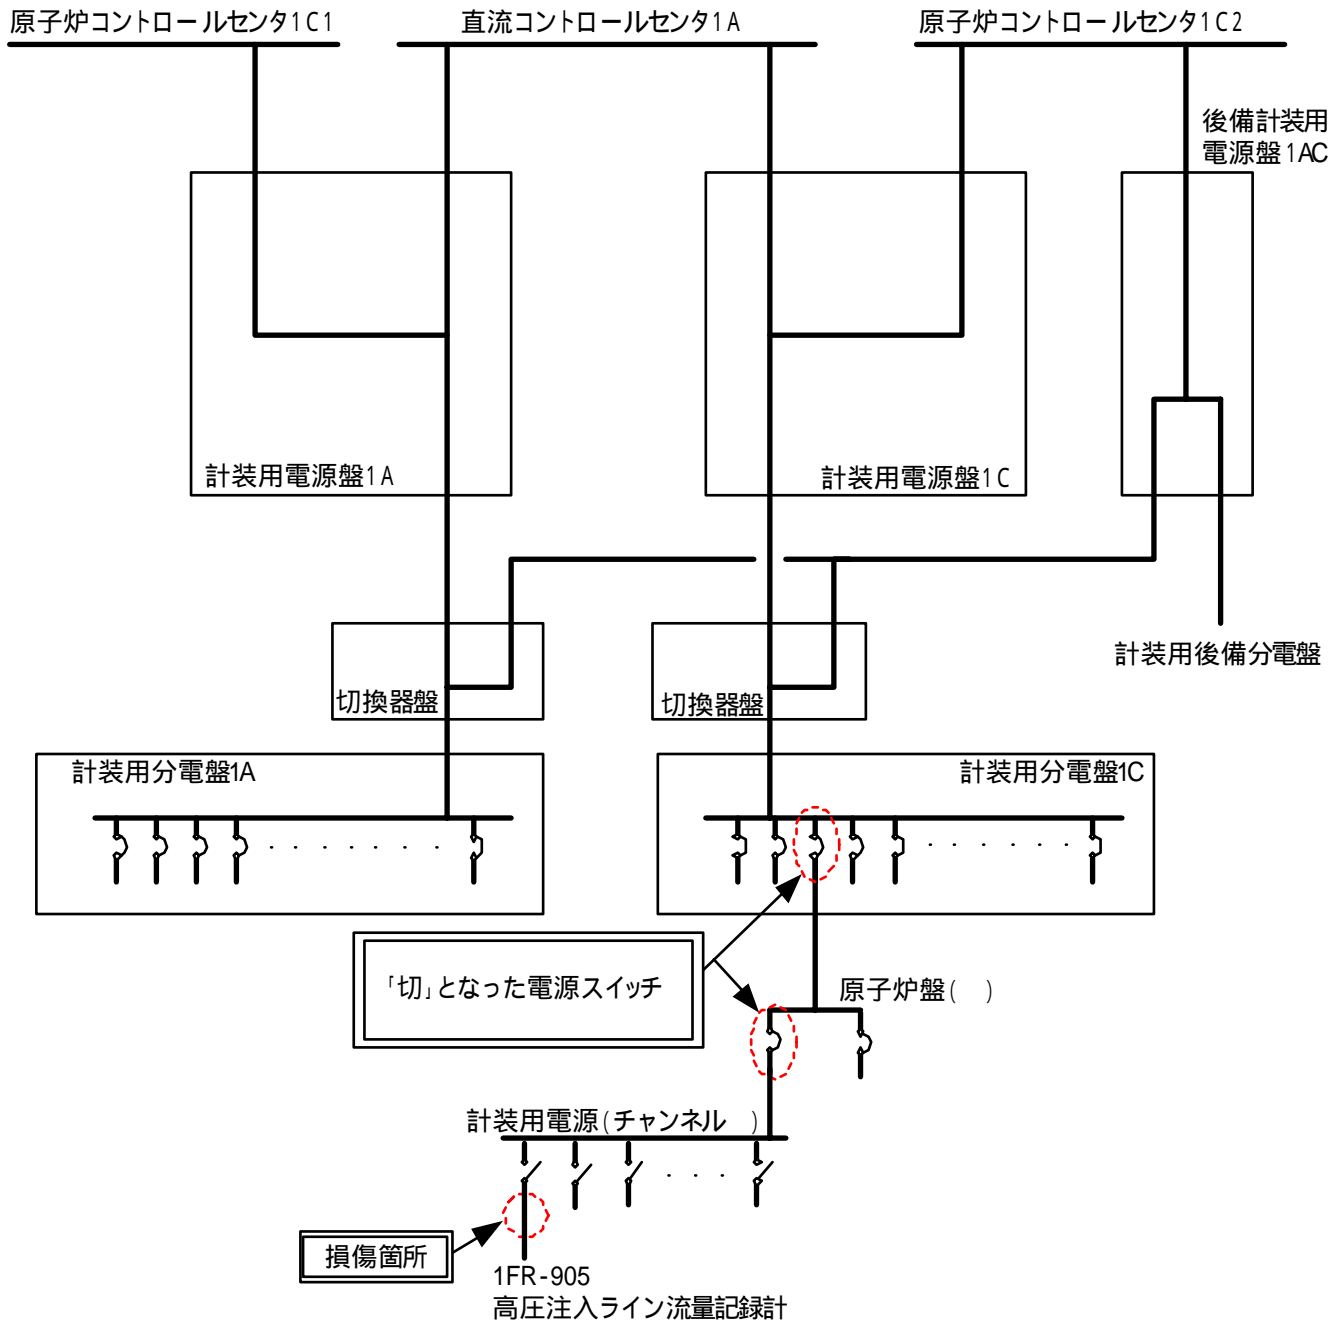 原子炉コントロールセンタ1C1
直流コントロールセンタ1A
原子炉コントロールセンタ1C2
後備計装用
電源盤1AC
計装用電源盤1A
計装用電源盤1C
計装用後備分電盤
切換器盤
切換器盤
計装用分電盤1A
計装用分電盤1C
「切」となった電源スイッチ
原子炉盤( )
計装用電源(チャンネル )
損傷箇所
1FR-905
高圧注入ライン流量記録計